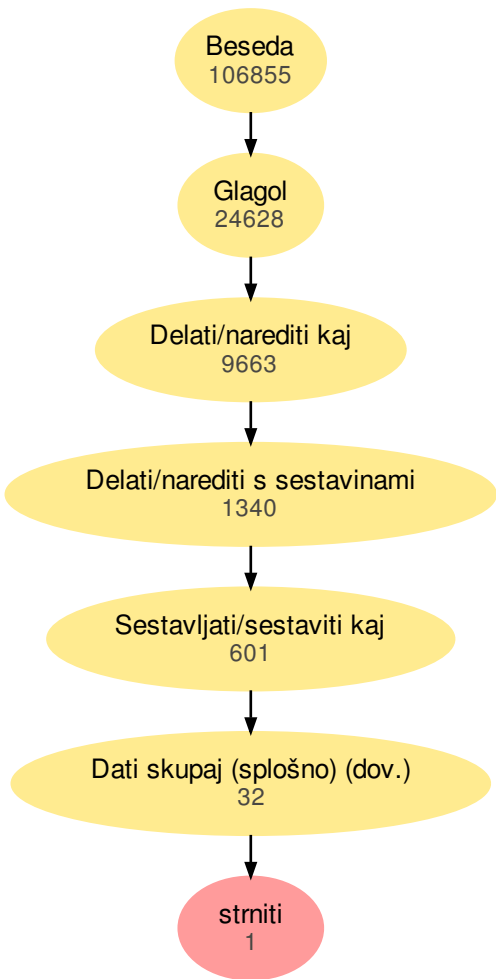 Beseda
106855
Glagol
24628
Delati/narediti kaj
9663
Delati/narediti s sestavinami
1340
Sestavljati/sestaviti kaj
601
Dati skupaj (splošno) (dov.)
32
strniti
1